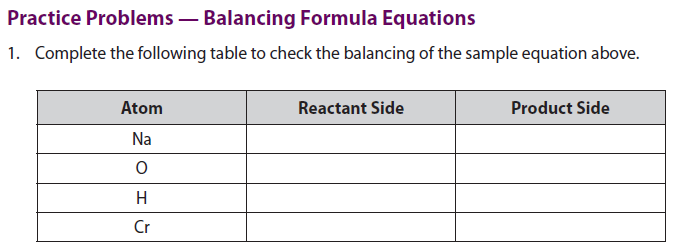 Practice Problems — Balancing Formula Equations
1. Complete the following table to check the balancing of the sample equation above.
Atom Reactant Side Product Side
Na
O
H
Cr